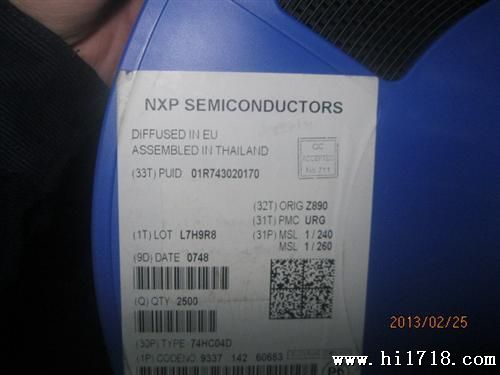 NXP SEMICONDUCTORS
DIFFUSED IN EU
ASSEMBLED IN THAILAND
QC
ACCEPTED
No. 711
(33T) PUID 01R743020170
(32T) ORIG Z890
(31T) PMC URG
(1T) LOT L7H9R8
(31P) MSL 1/240
MSL 1/260
(9D) DATE 0748
(Q) QTY 2500
(30P) TYPE 74HC04D
(1P) CODENO. 9337 142 60653
2013/02/25
www.hi1718.com